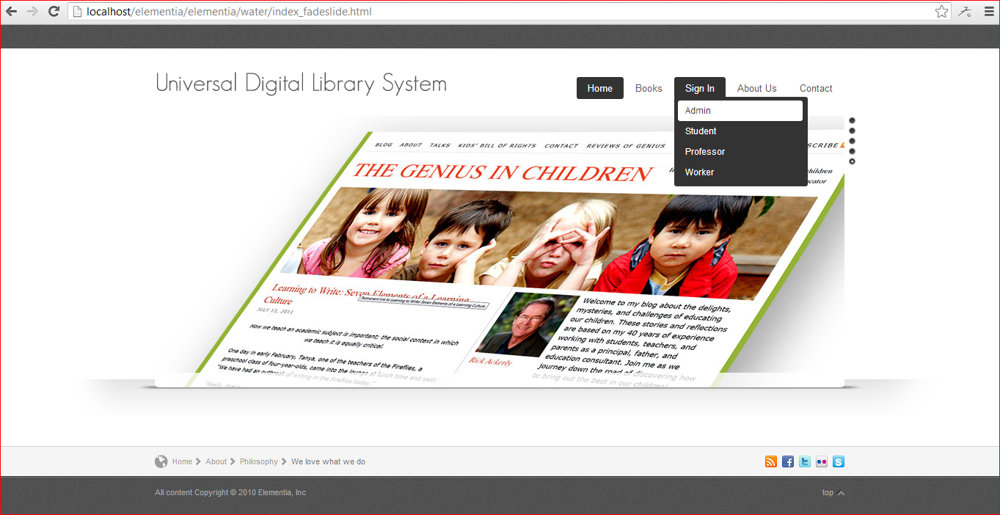 localhost/elementia/elementia/water/index_fadeslide.html
Universal Digital Library System
Home Books Sign In About Us Contact
Admin
Student
Professor
Worker
BLOG ABOUT TALKS KIDS' BILL OF RIGHTS CONTACT REVIEWS OF GENIUS
THE GENIUS IN CHILDREN
Learning to Write: Seven Elements of a Learning
Culture
Permanent link to Learning to Write: Seven Elements of a Learning Culture
JULY 13, 2011
How we teach an academic subject is important; the social context in which
we teach it is equally critical.
One day in early February, Tanya, one of the teachers of the Fireflies, a
preschool class of four-year-olds, came into the lounge at lunch time and said:
"We have had an outbreak of writing in the Fireflies today."
Rick Ackerly
Welcome to my blog about the delights,
mysteries, and challenges of educating
our children. These stories and reflections
are based on my 40 years of experience
working with students, teachers, and
parents as a principal, father, and
education consultant. Join me as we
journey down the road of discovering how
to bring out the best in our children!
Home About Philosophy We love what we do
All content Copyright © 2010 Elementia, Inc
top